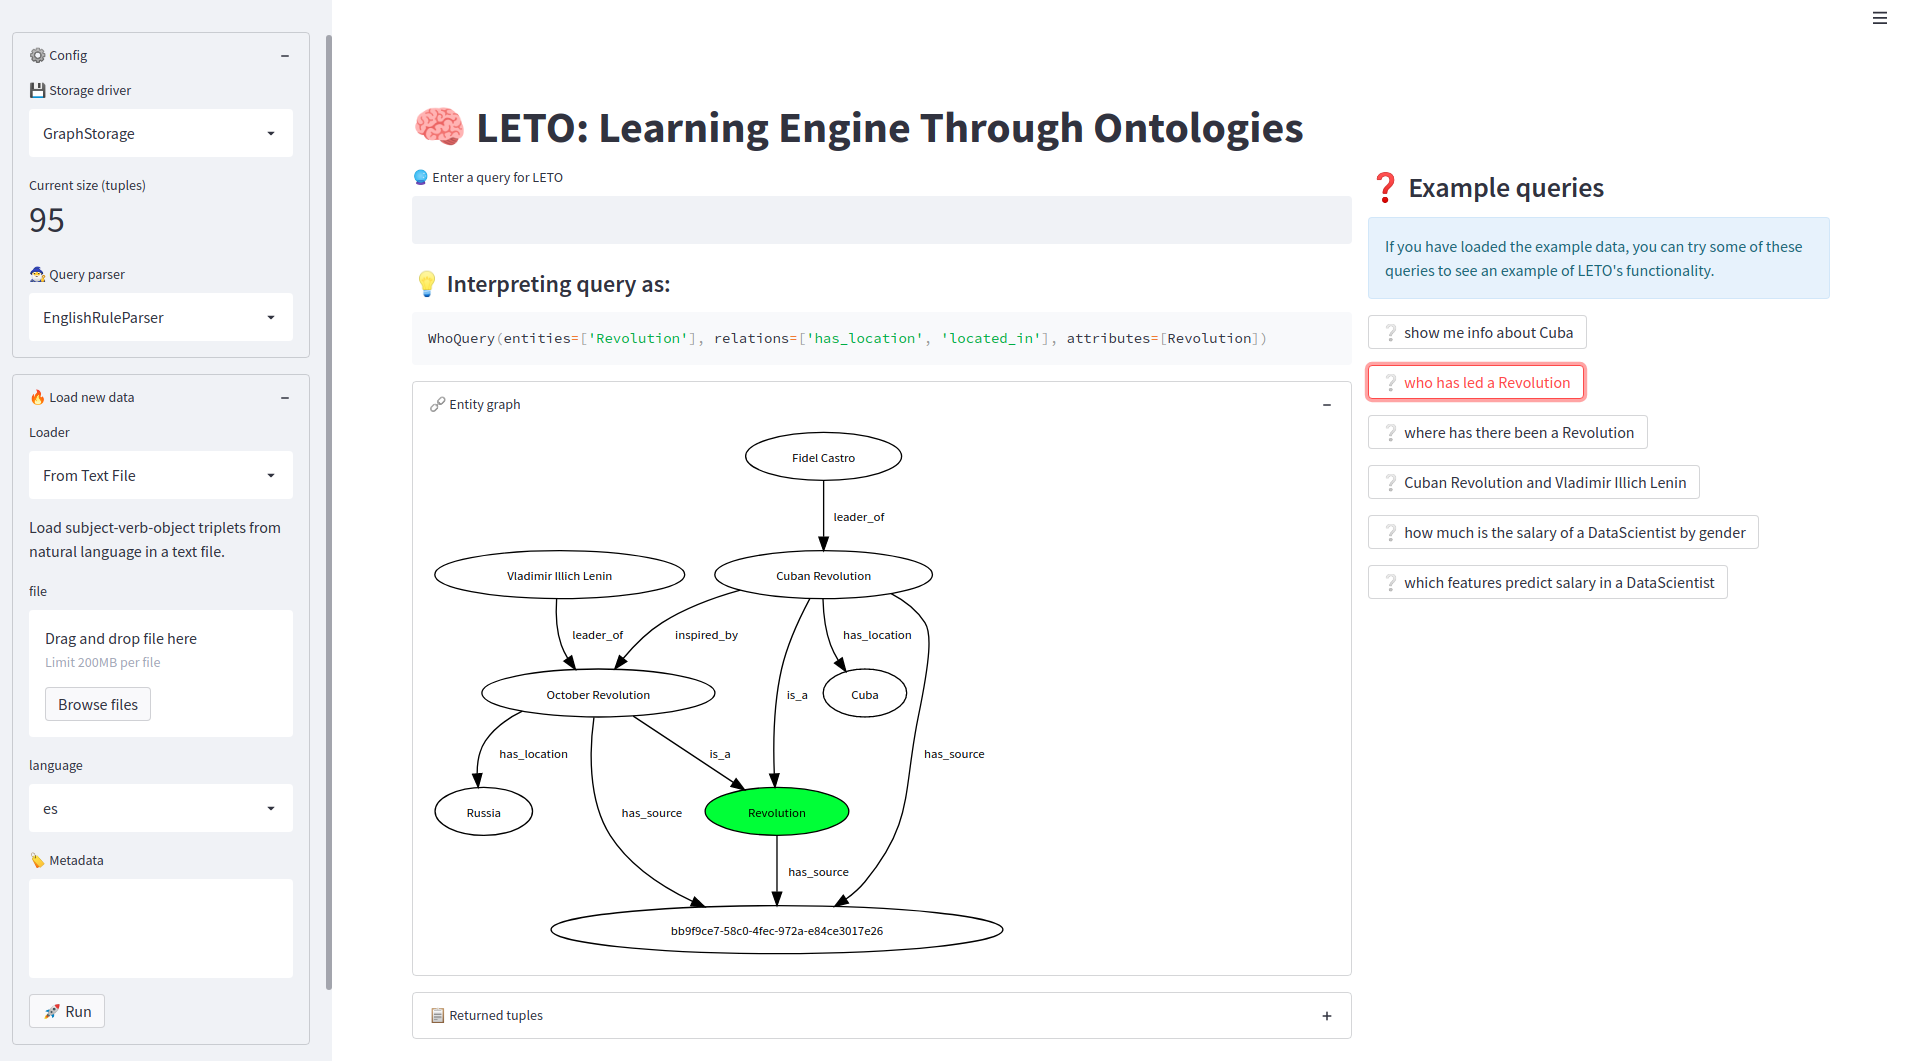 Config
Storage driver
GraphStorage
Current size (tuples)
95
Query parser
EnglishRuleParser
Load new data
Loader
From Text File
Load subject-verb-object triplets from
natural language in a text file.
file
Drag and drop file here
Limit 200MB per file
Browse files
language
es
Metadata
Run
LETO: Learning Engine Through Ontologies
Enter a query for LETO
Interpreting query as:
WhoQuery(entities=['Revolution'], relations=['has_location', 'located_in'], attributes=[Revolution])
Entity graph
Fidel Castro
leader_of
Vladimir Illich Lenin
Cuban Revolution
leader_of
inspired_by
has_location
October Revolution
is_a
Cuba
has_location
is_a
has_source
Russia
has_source
Revolution
has_source
bb9f9ce7-58c0-4fec-972a-e84ce3017e26
Returned tuples
Example queries
If you have loaded the example data, you can try some of these
queries to see an example of LETO's functionality.
show me info about Cuba
who has led a Revolution
where has there been a Revolution
Cuban Revolution and Vladimir Illich Lenin
how much is the salary of a DataScientist by gender
which features predict salary in a DataScientist